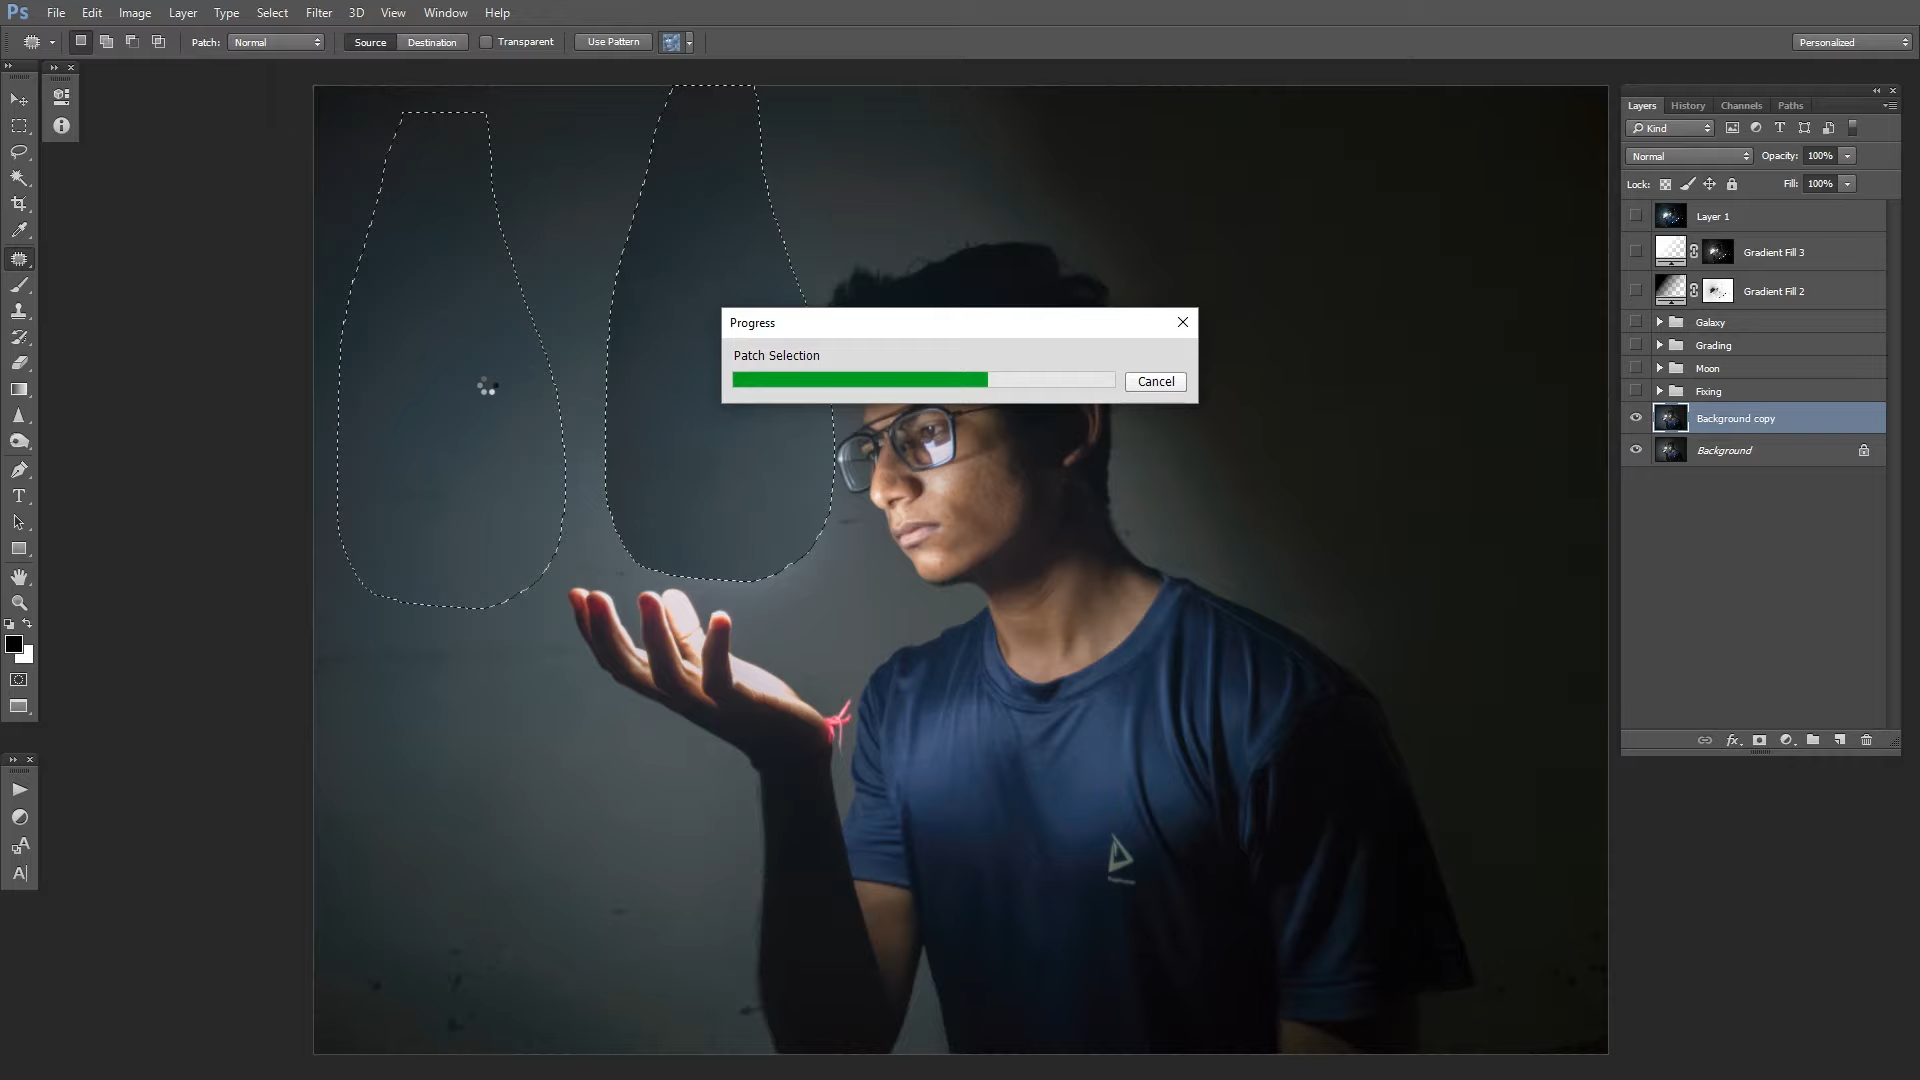 Ps File Edit Image Layer Type Select Filter 3D View Window Help
Patch: Normal Source Destination Transparent Use Pattern Personalized
Layers History Channels Paths
Kind
Normal Opacity: 100%
Lock: Fill: 100%
Layer 1
Gradient Fill 3
Gradient Fill 2
Galaxy
Grading
Moon
Fixing
Background copy
Background
Progress
Patch Selection
Cancel